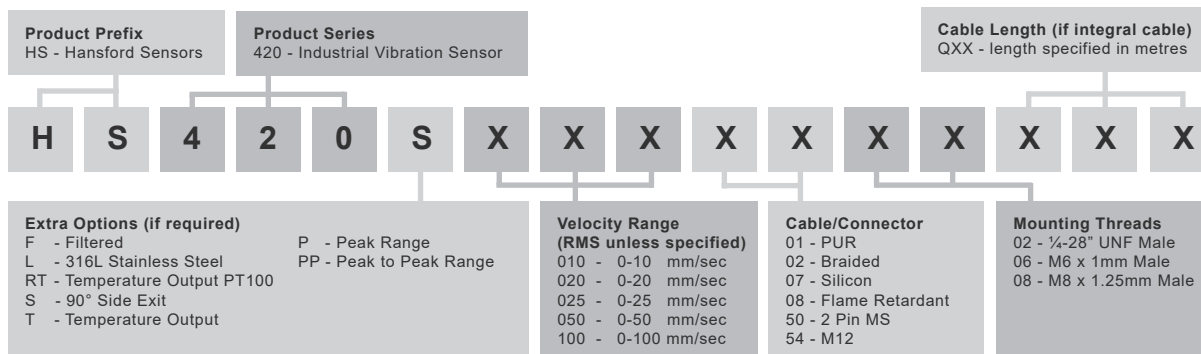 Product Prefix
HS - Hansford Sensors
Product Series
420 - Industrial Vibration Sensor
Cable Length (if integral cable)
QXX - length specified in metres
H S 4 2 0 S X X X X X X X X X X
Extra Options (if required)
F - Filtered
L - 316L Stainless Steel
RT - Temperature Output PT100
S - 90° Side Exit
T - Temperature Output
P - Peak Range
PP - Peak to Peak Range
Velocity Range
(RMS unless specified)
010 - 0-10 mm/sec
020 - 0-20 mm/sec
025 - 0-25 mm/sec
050 - 0-50 mm/sec
100 - 0-100 mm/sec
Cable/Connector
01 - PUR
02 - Braided
07 - Silicon
08 - Flame Retardant
50 - 2 Pin MS
54 - M12
Mounting Threads
02 - ¼-28" UNF Male
06 - M6 x 1mm Male
08 - M8 x 1.25mm Male